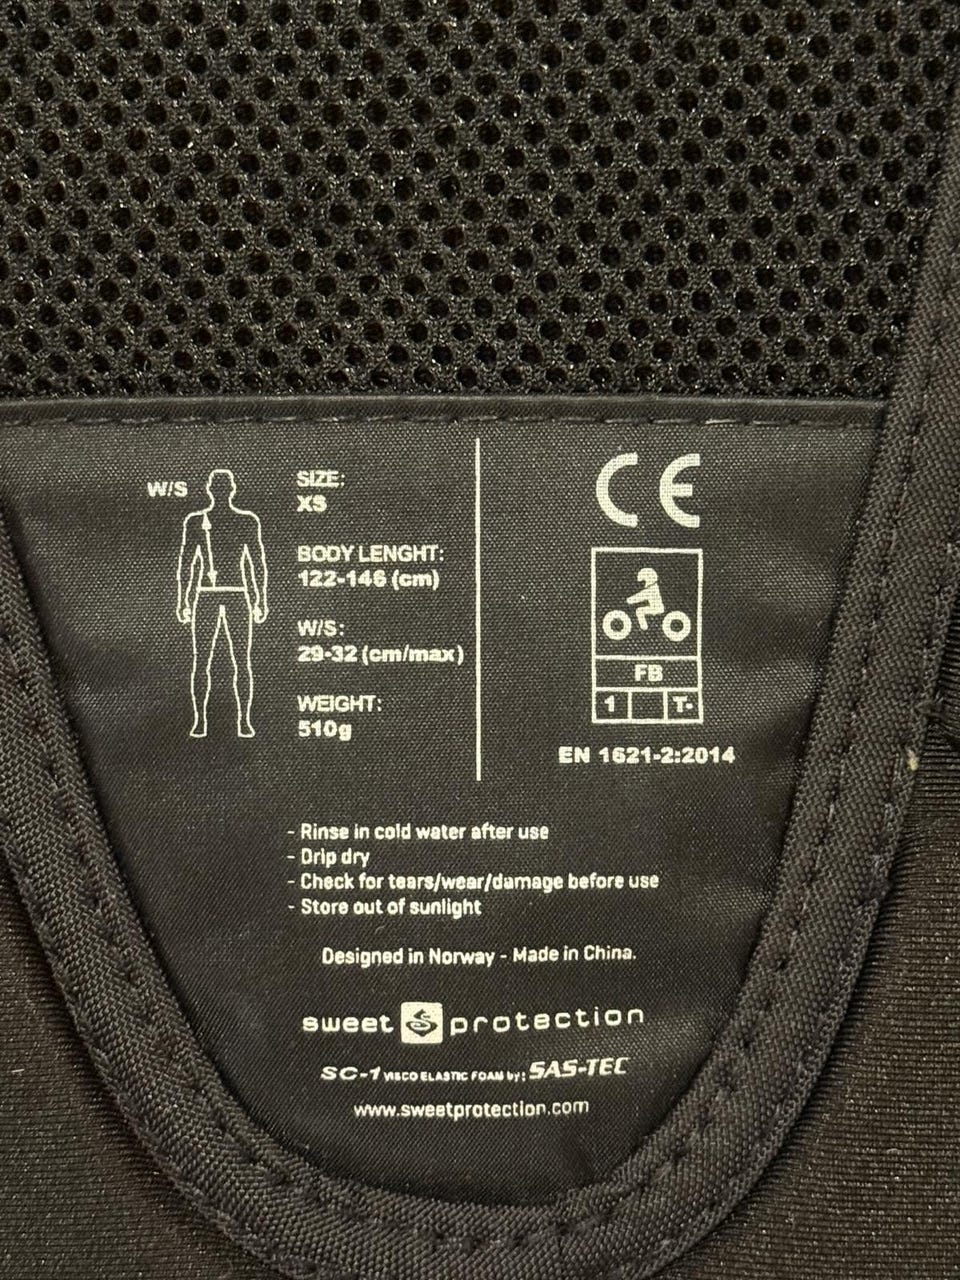 W/S
SIZE:
XS
BODY LENGHT:
122-146 (cm)
W/S:
29-32 (cm/max)
WEIGHT:
510g
CE
FB
1 T-
EN 1621-2:2014
- Rinse in cold water after use
- Drip dry
- Check for tears/wear/damage before use
- Store out of sunlight
Designed in Norway - Made in China.
sweet protection
SC-1 VISCO ELASTIC FOAM by: SAS-TEC
www.sweetprotection.com